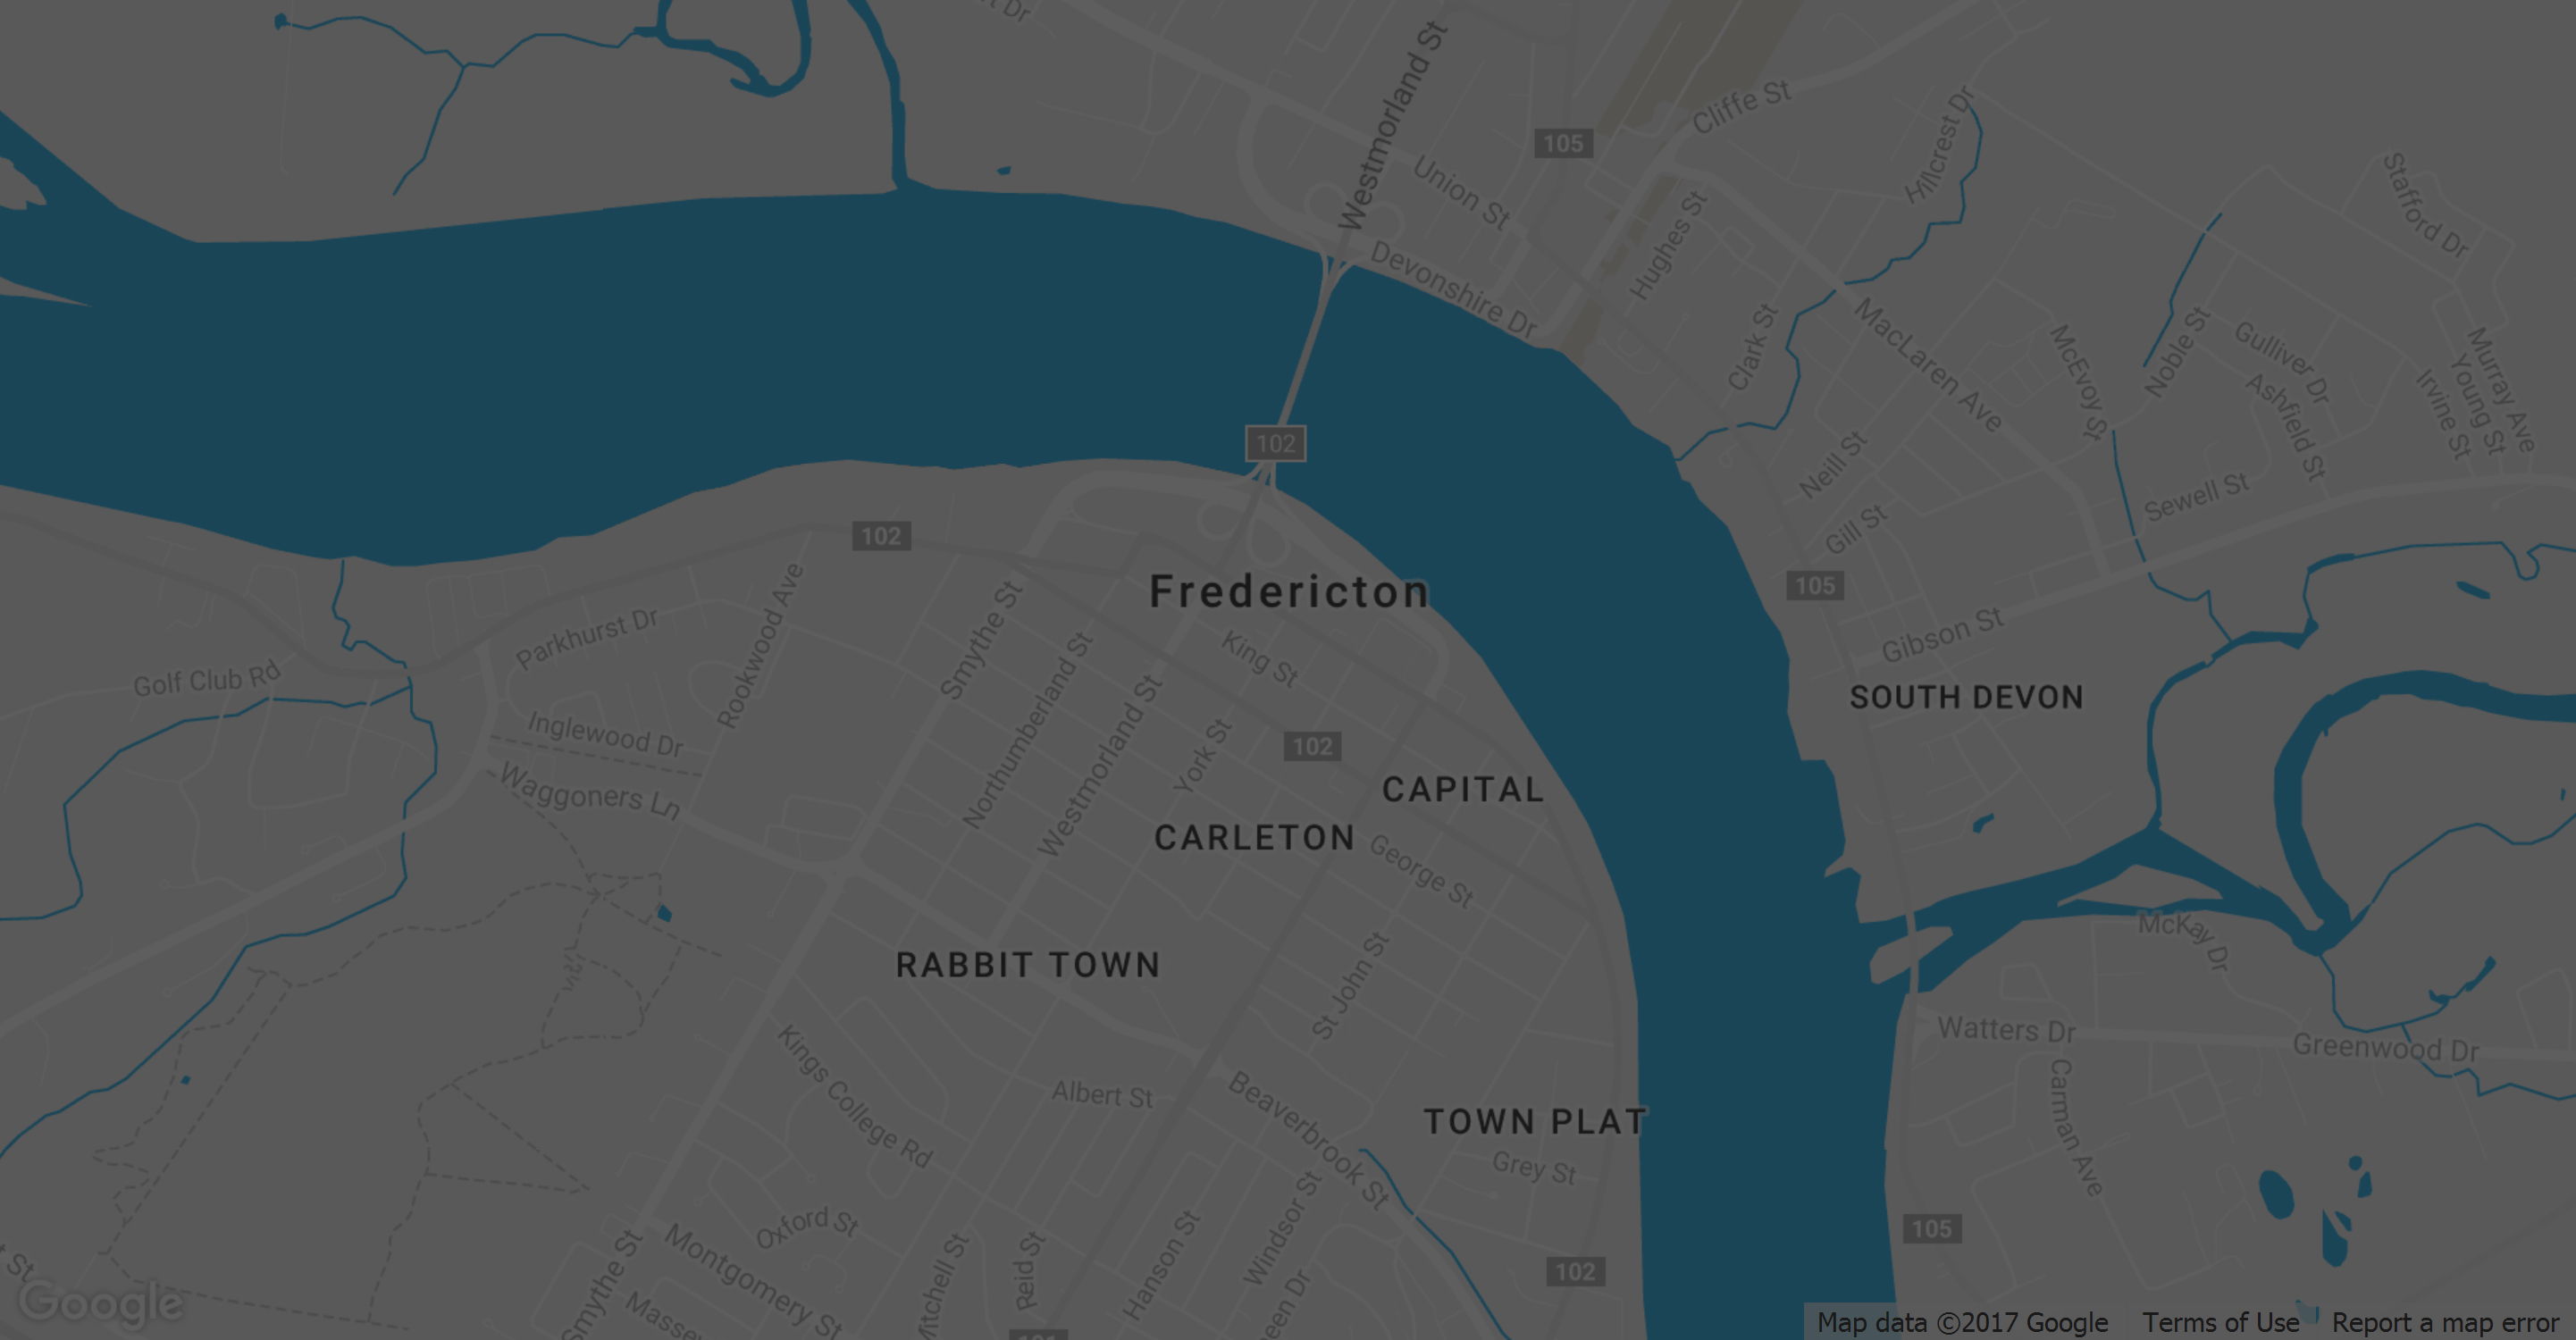 Westmorland St
Cliffe St
105
Hillcrest Dr
Union St
Stafford Dr
Hughes St
Devonshire Dr
Clark St
MacLaren Ave
McEvoy St
Noble St
Gulliver Dr
Ashfield St
Murray Ave
Young St
Irvine St
102
Neill St
Sewell St
Gill St
102
105
Fredericton
Rookwood Ave
Parkhurst Dr
Smythe St
King St
Gibson St
Golf Club Rd
Northumberland St
Westmorland St
SOUTH DEVON
Inglewood Dr
York St
102
Waggoners Ln
CAPITAL
CARLETON
George St
RABBIT TOWN
McKay Dr
St John St
Watters Dr
Greenwood Dr
Kings College Rd
Albert St
Beaverbrook St
TOWN PLAT
Carman Ave
Grey St
Oxford St
Windsor St
105
Montgomery St
Smythe St
Reid St
Hanson St
102
Google
Map data ©2017 Google
Terms of Use
Report a map error